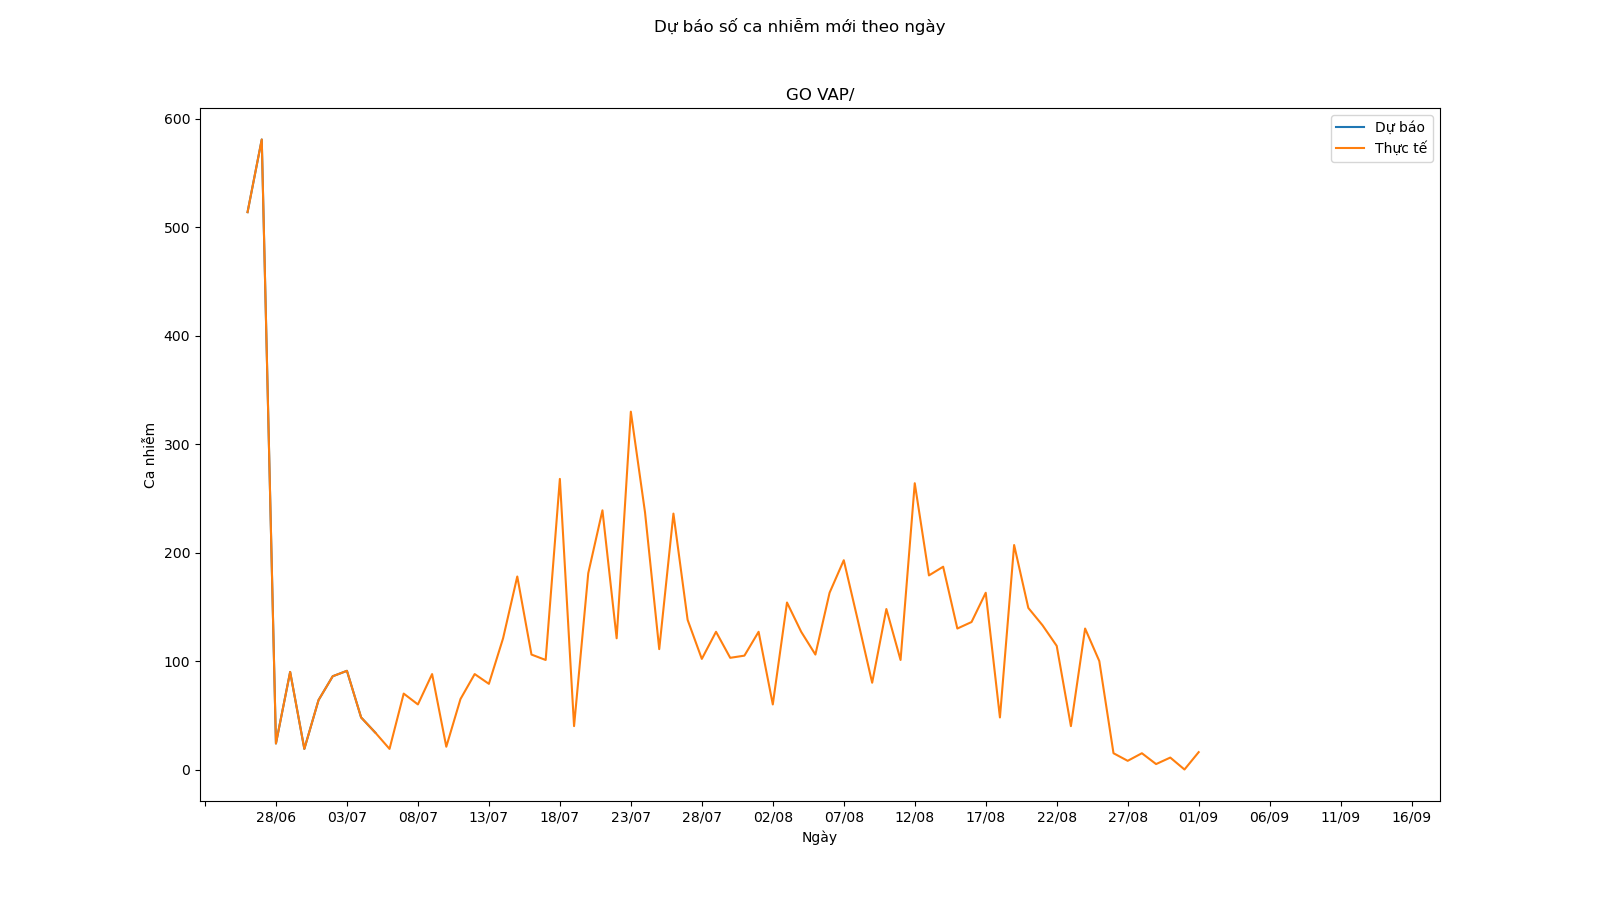 Dự báo số ca nhiễm mới theo ngày
GO VAP/
Dự báo
Thực tế
Ca nhiễm
600
500
400
300
200
100
0
28/06 03/07 08/07 13/07 18/07 23/07 28/07 02/08 07/08 12/08 17/08 22/08 27/08 01/09 06/09 11/09 16/09
Ngày